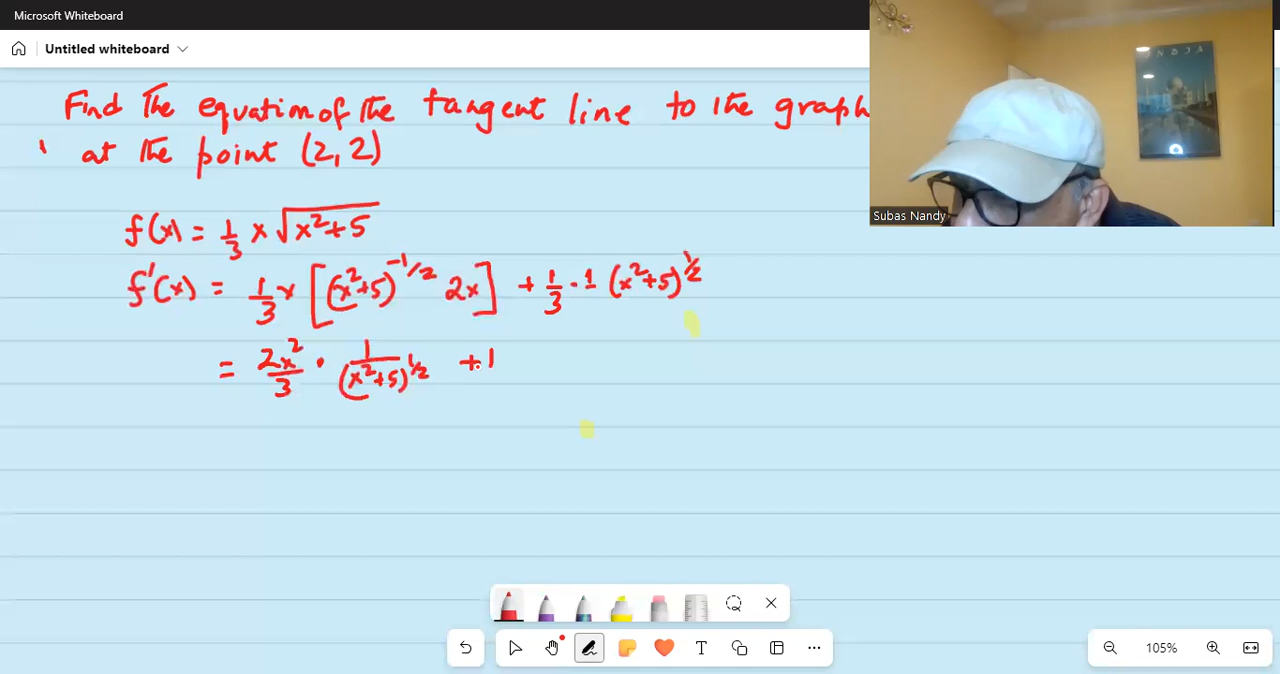 Microsoft Whiteboard
Untitled whiteboard
INDIA
Find The equation of the tangent line to the graph
at the point (2, 2)
Subas Nandy
f(x) = 1/3 x √(x²+5)
f'(x) = 1/3 x [(x²+5)^-1/2 2x] + 1/3 · 1 (x²+5)^1/2
= 2x²/3 · 1/(x²+5)^1/2 + 1
105%